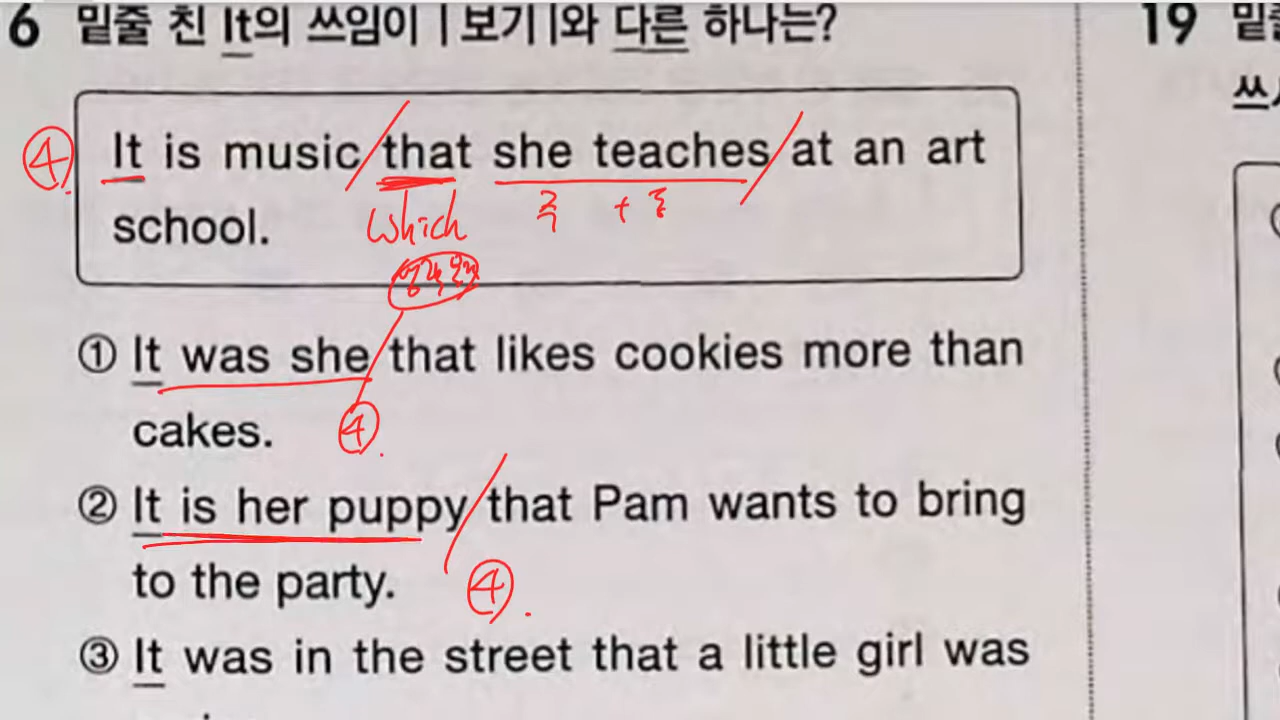 6 밑줄 친 It의 쓰임이 |보기|와 다른 하나는?
④ It is music / that she teaches / at an art
which
school.
① It was she / that likes cookies more than
cakes. ④
② It is her puppy / that Pam wants to bring
to the party. ④
③ It was in the street that a little girl was
19